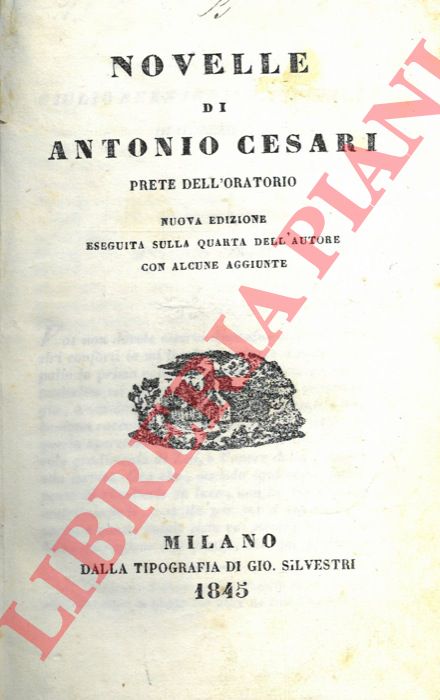 NOVELLE
DI
ANTONIO CESARI
PRETE DELL'ORATORIO
NUOVA EDIZIONE
ESEGUITA SULLA QUARTA DELL'AUTORE
CON ALCUNE AGGIUNTE
MILANO
DALLA TIPOGRAFIA DI GIO. SILVESTRI
1845
LIBRERIA PIANI